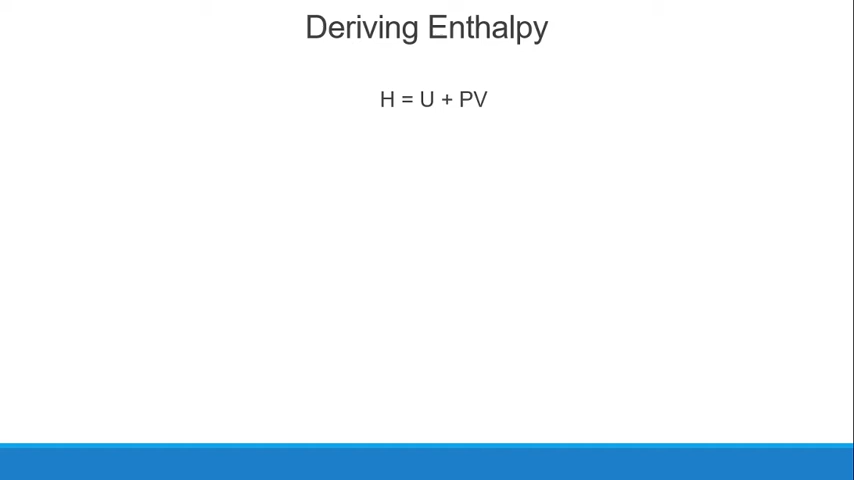 Deriving Enthalpy
H = U + PV